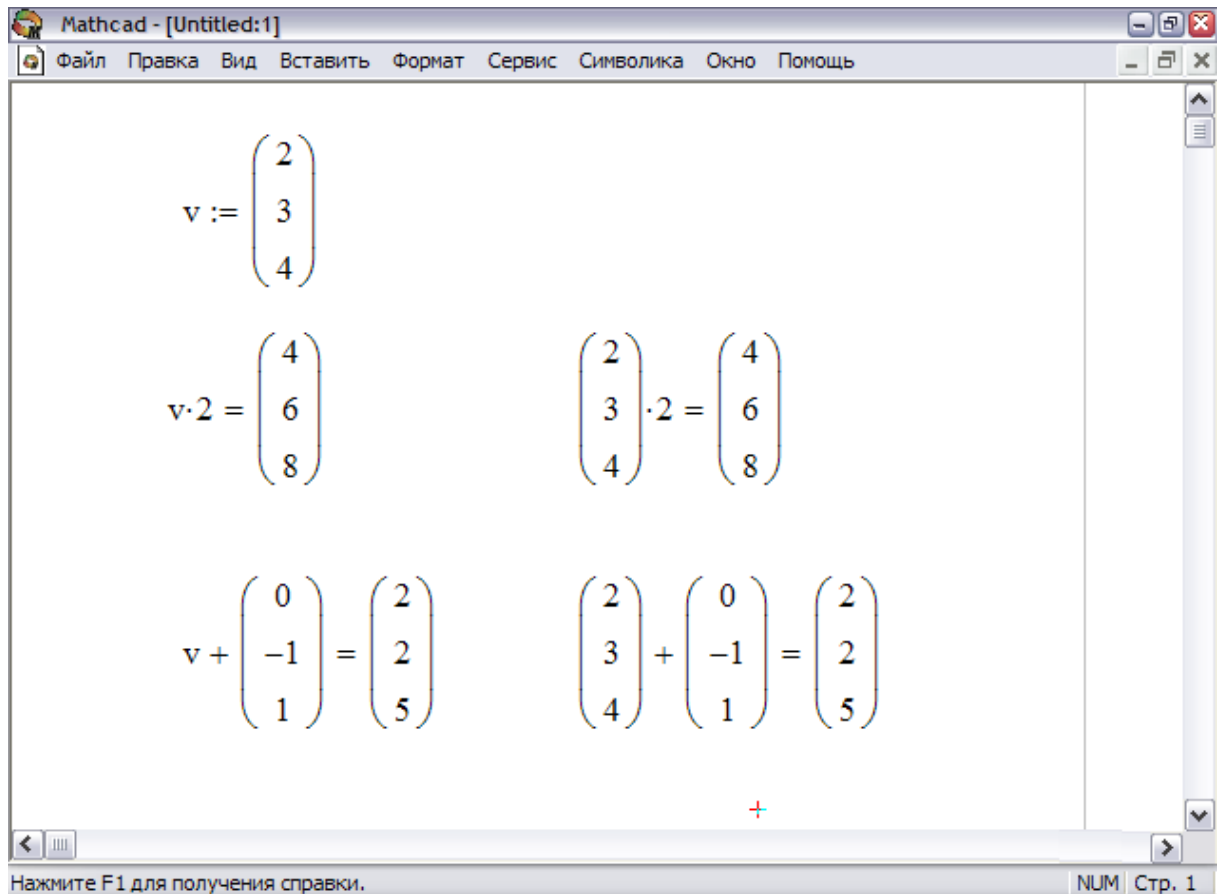 Mathcad - [Untitled:1]
Файл Правка Вид Вставить Формат Сервис Символика Окно Помощь
v := ( 2 3 4 )
v·2 = ( 4 6 8 ) ( 2 3 4 ) ·2 = ( 4 6 8 )
v + ( 0 −1 1 ) = ( 2 2 5 ) ( 2 3 4 ) + ( 0 −1 1 ) = ( 2 2 5 )
Нажмите F1 для получения справки. NUM Стр. 1